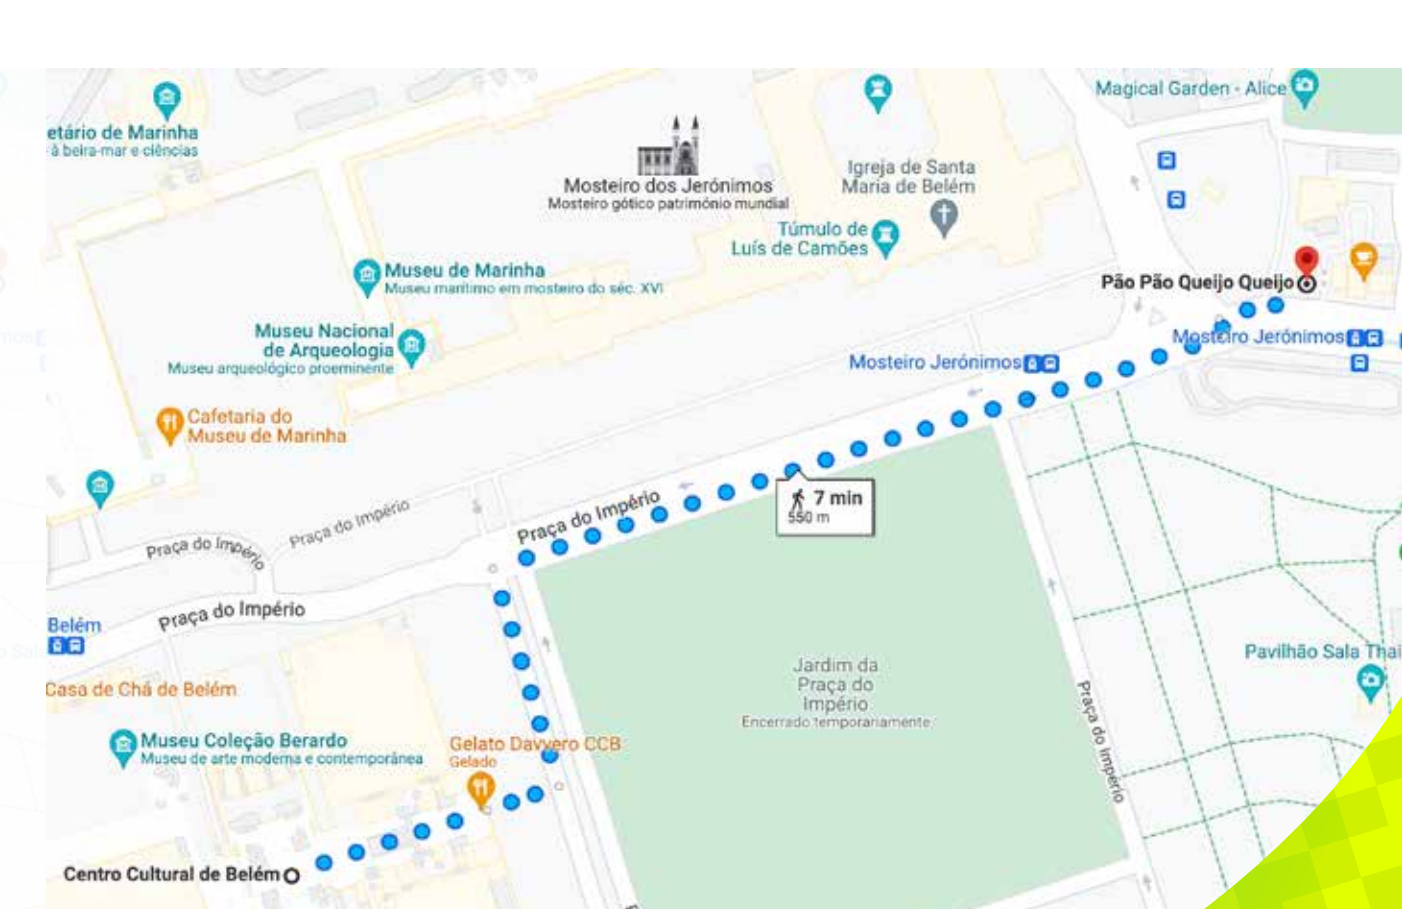 Magical Garden - Alice
etário de Marinha
à beira-mar e ciências
Igreja de Santa
Maria de Belém
Mosteiro dos Jerónimos
Mosteiro gótico património mundial
Túmulo de
Luís de Camões
Museu de Marinha
Museu marítimo em mosteiro do séc. XVI
Pão Pão Queijo Queijo
Museu Nacional
de Arqueologia
Museu arqueológico proeminente
Mosteiro Jerónimos
Mosteiro Jerónimos
Cafetaria do
Museu de Marinha
7 min
550 m
Praça do Império
Praça do Império
Praça do Império
Praça do Império
Belém
Casa de Chá de Belém
Jardim da
Praça do
Império
Encerrado temporariamente
Pavilhão Sala Thai
Praça do Império
Museu Coleção Berardo
Museu de arte moderna e contemporânea
Gelato Davvero CCB
Gelado
Centro Cultural de Belém